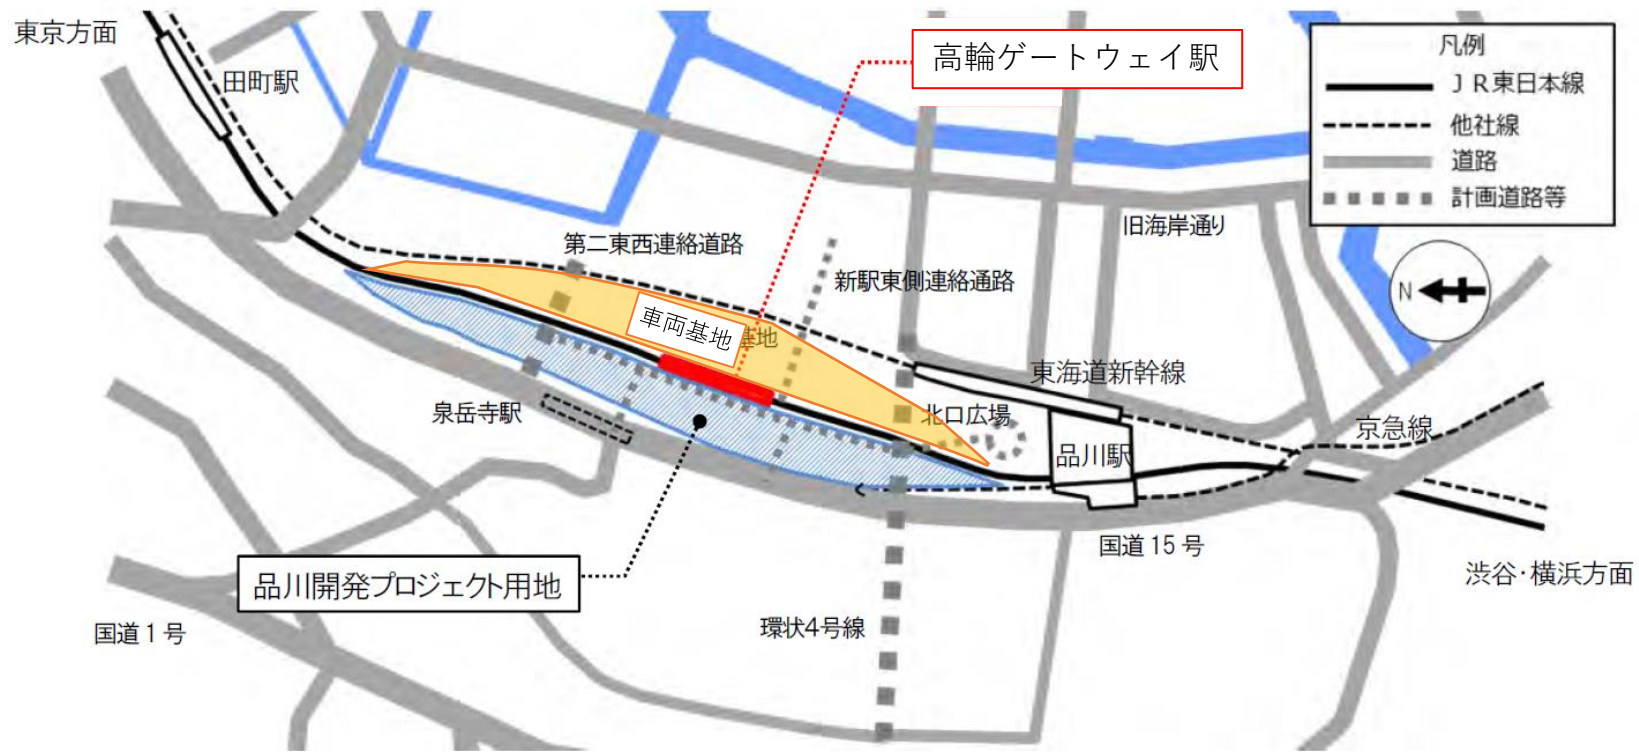 東京方面
田町駅
高輪ゲートウェイ駅
凡例
ＪＲ東日本線
他社線
道路
計画道路等
旧海岸通り
第二東西連絡道路
新駅東側連絡通路
N
車両基地
基地
東海道新幹線
泉岳寺駅
北口広場
京急線
品川駅
国道15号
渋谷・横浜方面
品川開発プロジェクト用地
国道1号
環状4号線